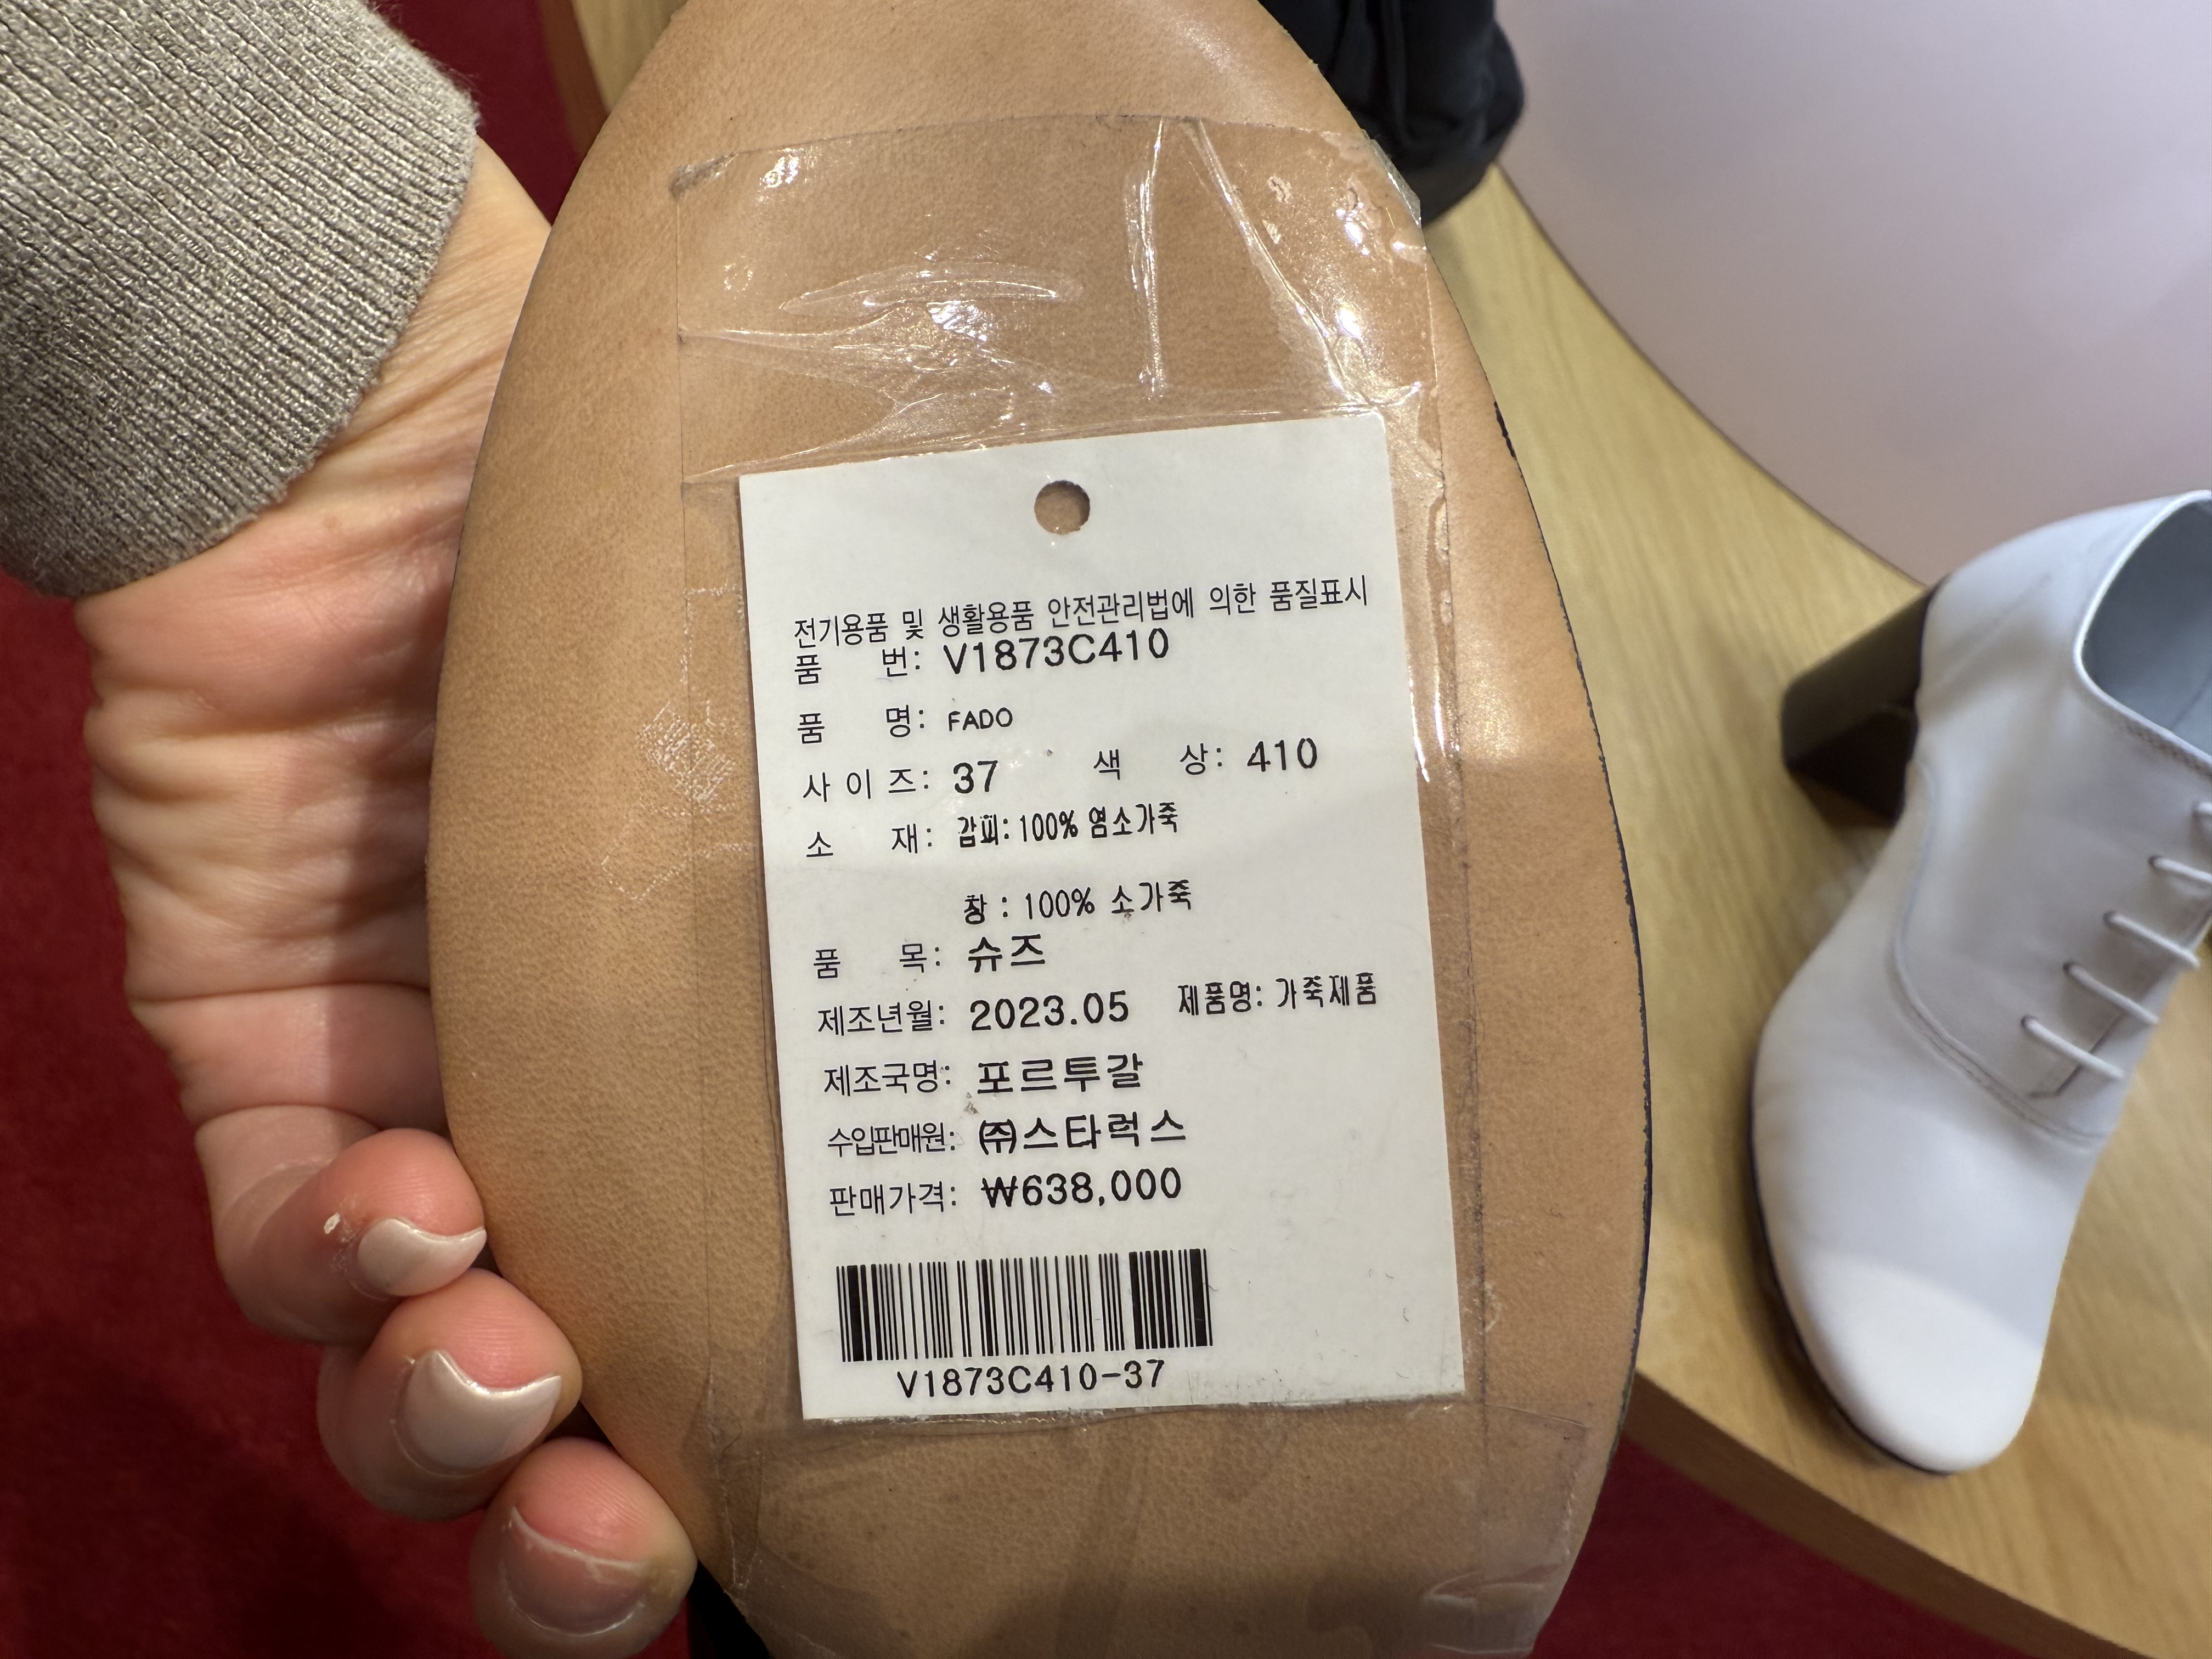 전기용품 및 생활용품 안전관리법에 의한 품질표시
품 번: V1873C410
품 명: FADO
사 이 즈: 37 색 상: 410
소 재: 감피: 100% 염소가죽
창 : 100% 소가죽
품 목: 슈즈
제조년월: 2023.05 제품명: 가죽제품
제조국명: 포르투갈
수입판매원: ㈜스타럭스
판매가격: ₩638,000
V1873C410-37